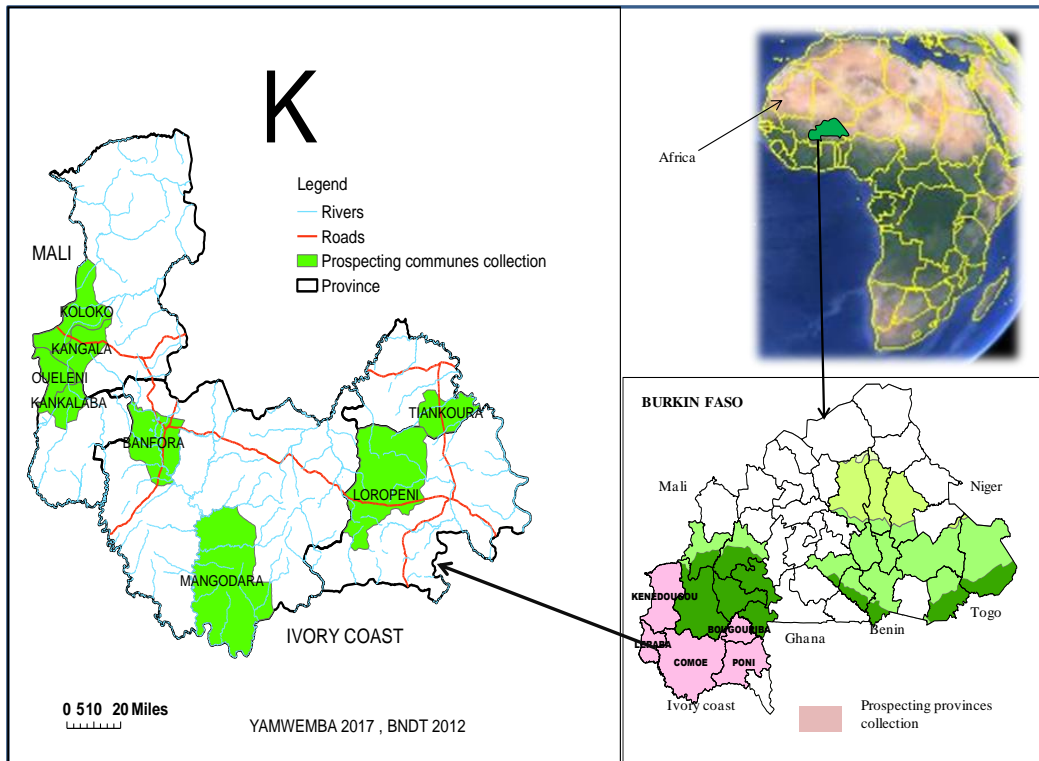 K
Legend
Rivers
Roads
Prospecting communes collection
Province
MALI
KOLOKO
KANGALA
OUELENI
KANKALABA
BANFORA
TIANKOURA
LOROPENI
MANGODARA
IVORY COAST
0 510 20 Miles
YAMWEMBA 2017 , BNDT 2012
Africa
BURKIN FASO
Mali
Niger
KENEDOUGOU
BOUGOURIBA
LERABA
COMOE
PONI
Ghana
Benin
Togo
Ivory coast
Prospecting provinces
collection